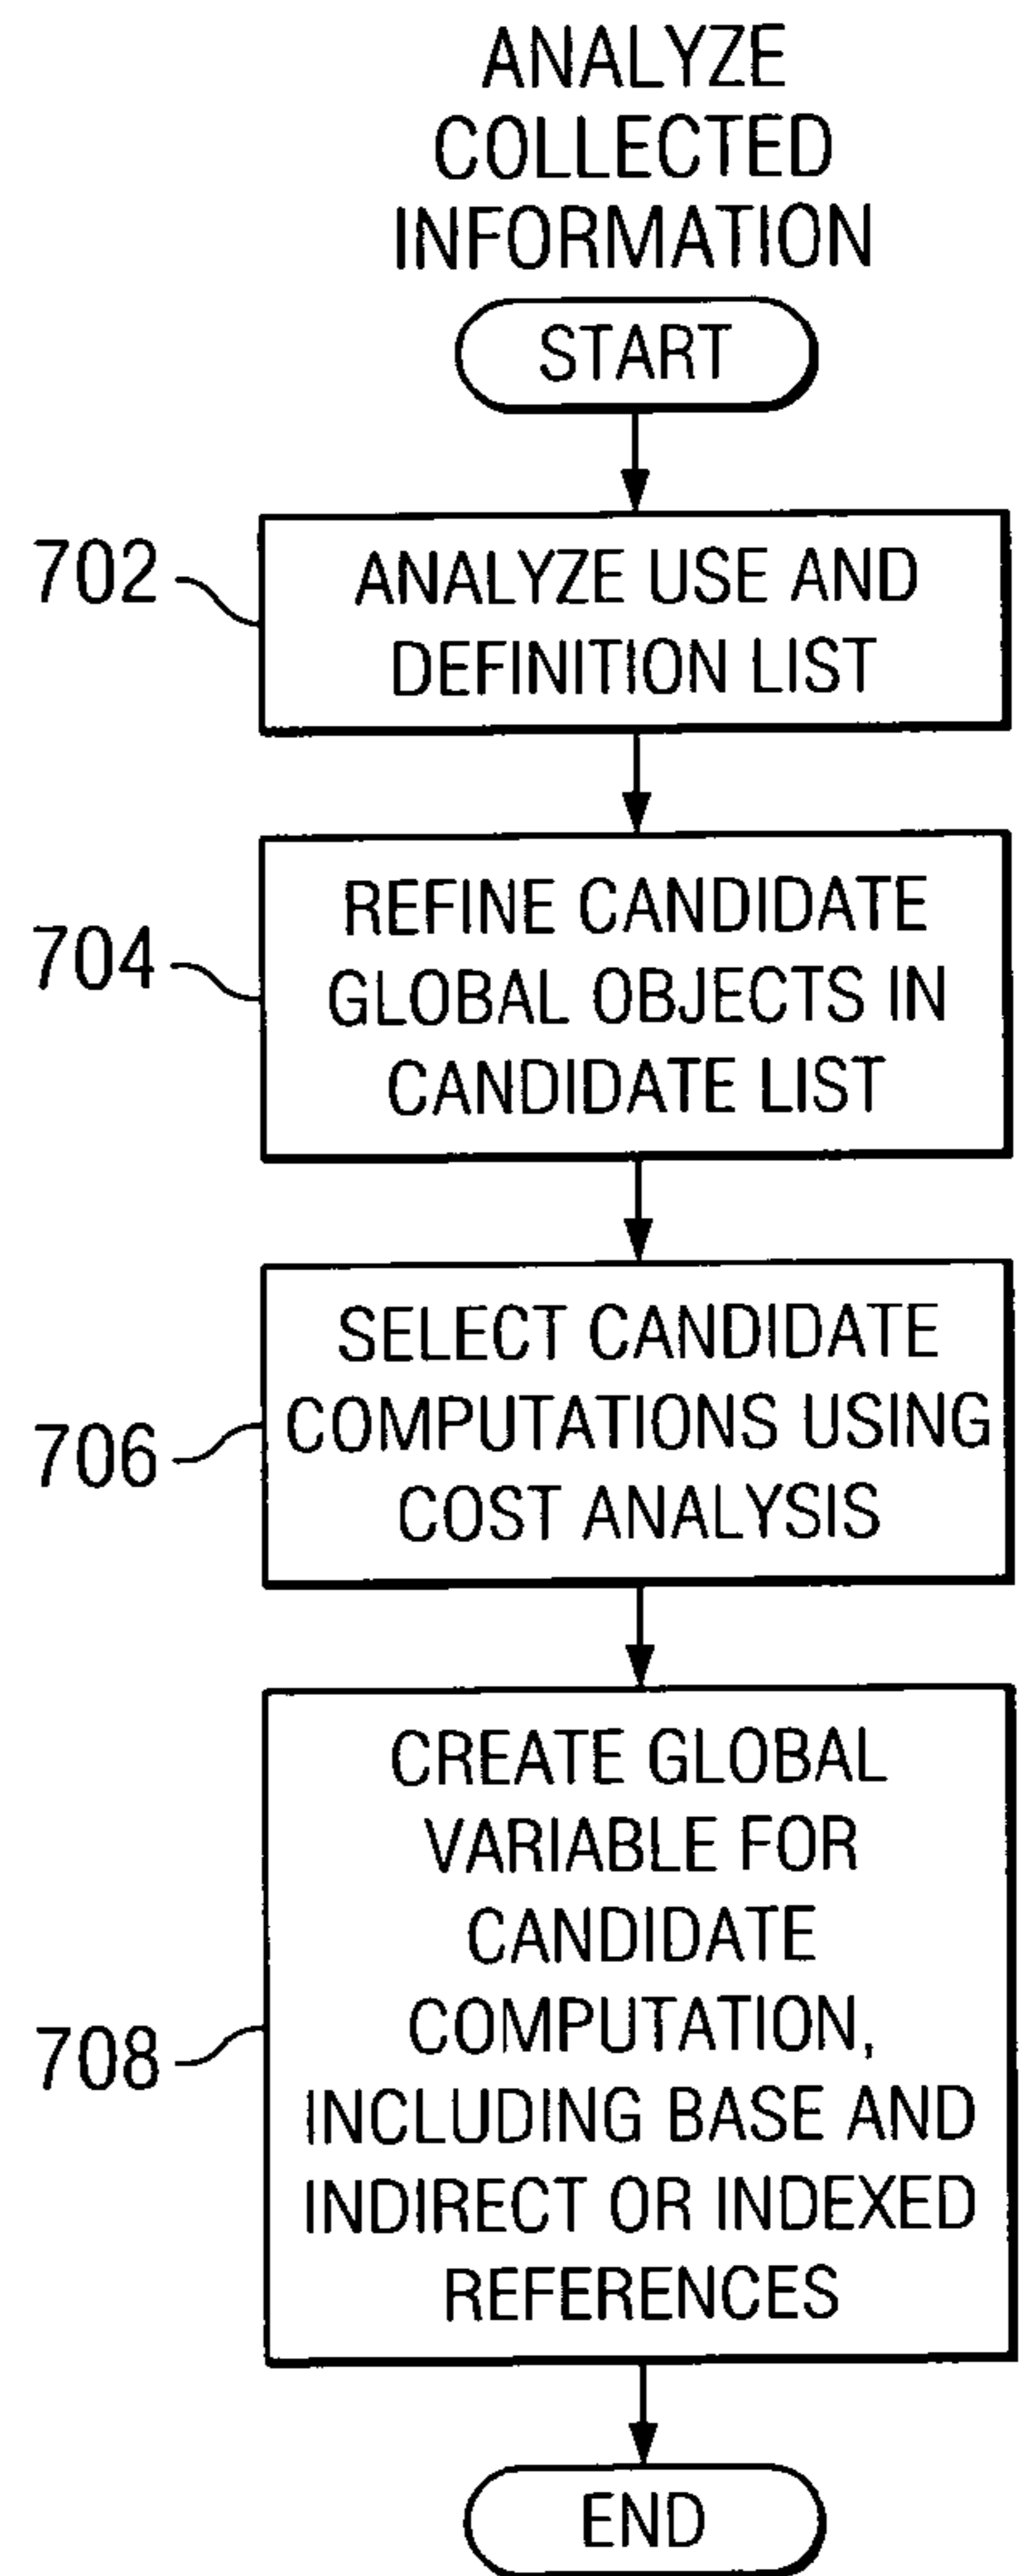 ANALYZE
COLLECTED
INFORMATION
START
702
ANALYZE USE AND
DEFINITION LIST
704
REFINE CANDIDATE
GLOBAL OBJECTS IN
CANDIDATE LIST
706
SELECT CANDIDATE
COMPUTATIONS USING
COST ANALYSIS
708
CREATE GLOBAL
VARIABLE FOR
CANDIDATE
COMPUTATION,
INCLUDING BASE AND
INDIRECT OR INDEXED
REFERENCES
END